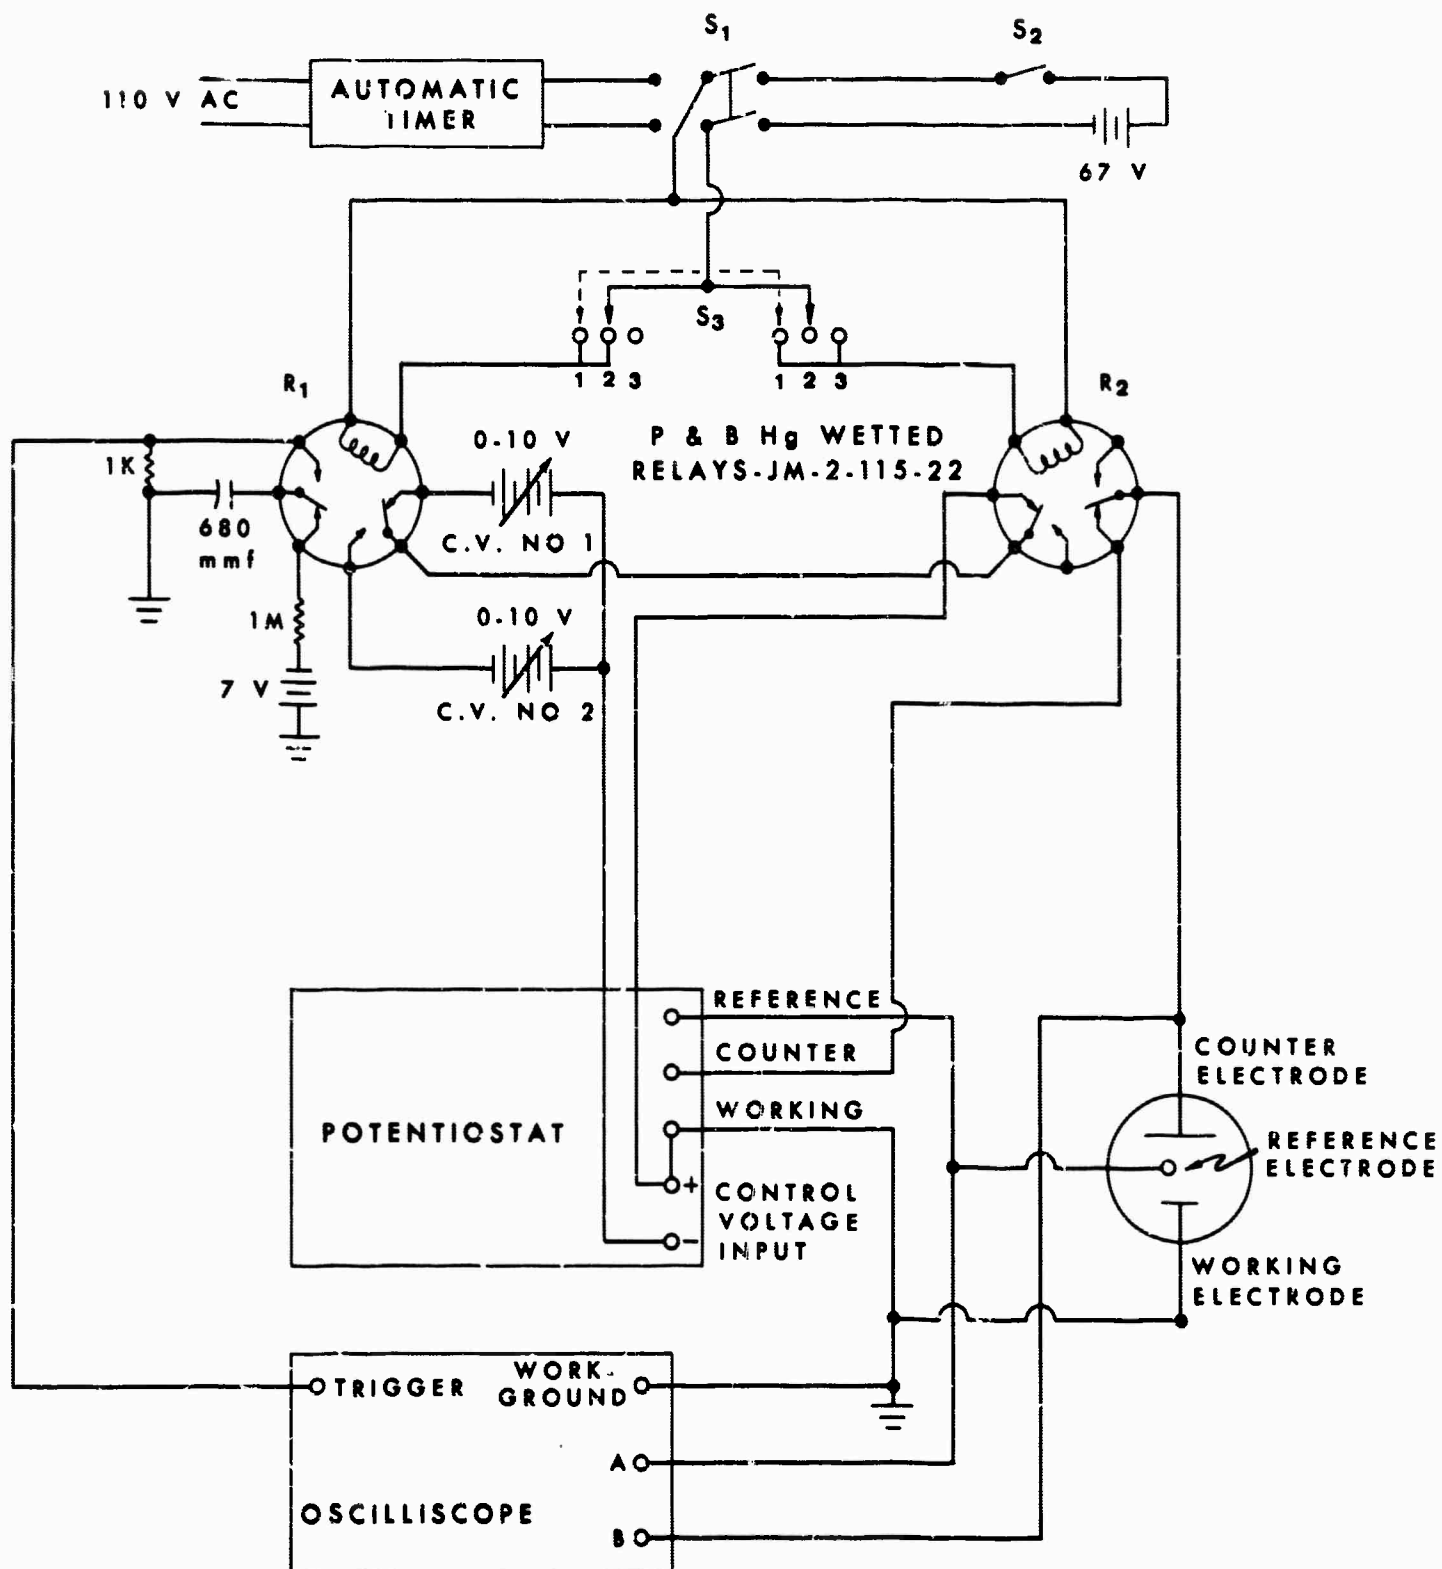 S1
S2
110 V AC
AUTOMATIC
TIMER
67 V
S3
1 2 3
1 2 3
R1
R2
0-10 V
P & B Hg WETTED
RELAYS-JM-2-115-22
1K
680
mmf
C.V. NO 1
1M
0-10 V
7 V
C.V. NO 2
REFERENCE
COUNTER
WORKING
POTENTIOSTAT
+
CONTROL
VOLTAGE
INPUT
−
COUNTER
ELECTRODE
REFERENCE
ELECTRODE
WORKING
ELECTRODE
TRIGGER
WORK-
GROUND
A
OSCILLISCOPE
B